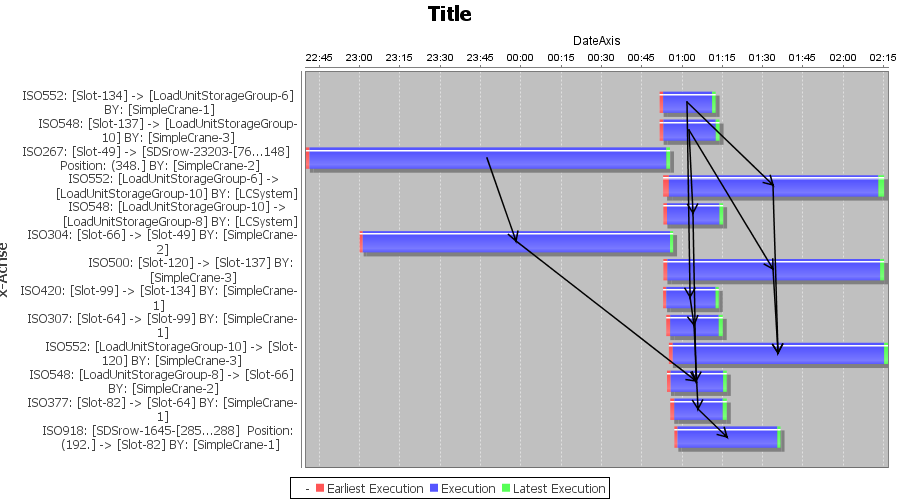 Title
DateAxis
22:45 23:00 23:15 23:30 23:45 00:00 00:15 00:30 00:45 01:00 01:15 01:30 01:45 02:00 02:15
x-Achse
ISO552: [Slot-134] -> [LoadUnitStorageGroup-6]
BY: [SimpleCrane-1]
ISO548: [Slot-137] -> [LoadUnitStorageGroup-
10] BY: [SimpleCrane-3]
ISO267: [Slot-49] -> [SDSrow-23203-[76...148]
Position: (348.] BY: [SimpleCrane-2]
ISO552: [LoadUnitStorageGroup-6] ->
[LoadUnitStorageGroup-10] BY: [LCSystem]
ISO548: [LoadUnitStorageGroup-10] ->
[LoadUnitStorageGroup-8] BY: [LCSystem]
ISO304: [Slot-66] -> [Slot-49] BY: [SimpleCrane-
2]
ISO500: [Slot-120] -> [Slot-137] BY:
[SimpleCrane-3]
ISO420: [Slot-99] -> [Slot-134] BY: [SimpleCrane-
1]
ISO307: [Slot-64] -> [Slot-99] BY: [SimpleCrane-
1]
ISO552: [LoadUnitStorageGroup-10] -> [Slot-
120] BY: [SimpleCrane-3]
ISO548: [LoadUnitStorageGroup-8] -> [Slot-66]
BY: [SimpleCrane-2]
ISO377: [Slot-82] -> [Slot-64] BY: [SimpleCrane-
1]
ISO918: [SDSrow-1645-[285...288] Position:
(192.] -> [Slot-82] BY: [SimpleCrane-1]
- Earliest Execution Execution Latest Execution